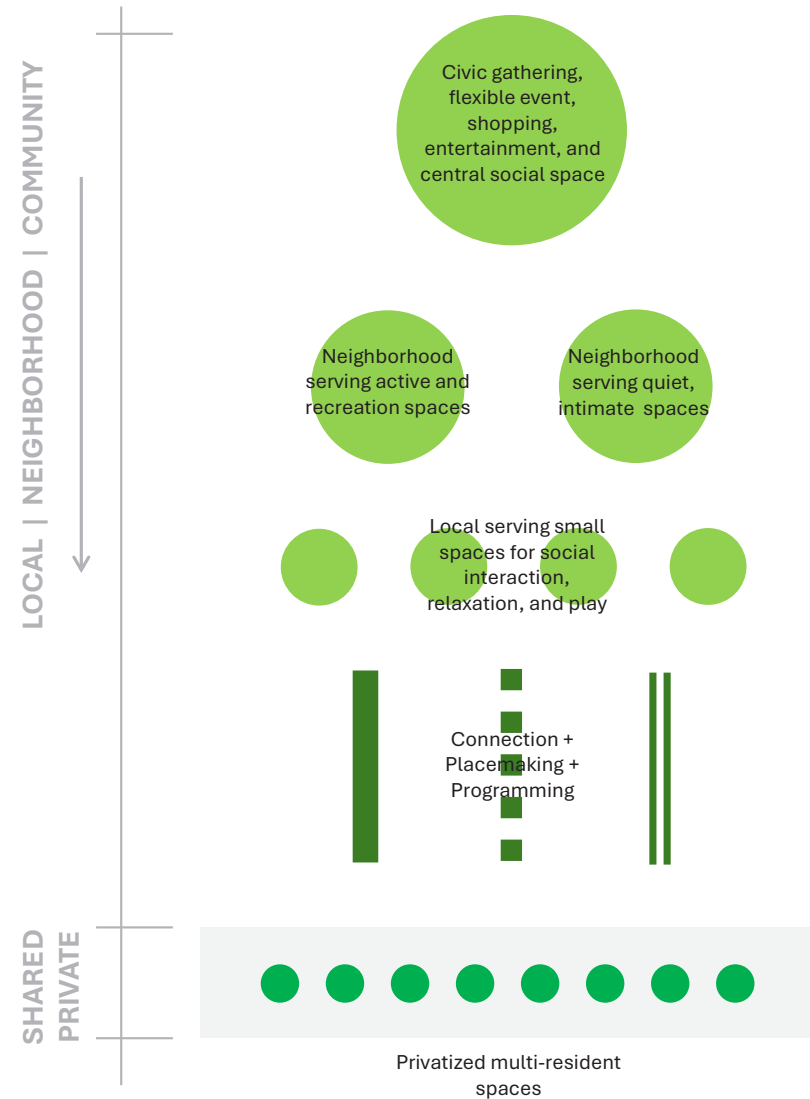 LOCAL | NEIGHBORHOOD | COMMUNITY
Civic gathering,
flexible event,
shopping,
entertainment, and
central social space
Neighborhood
serving active and
recreation spaces
Neighborhood
serving quiet,
intimate spaces
Local serving small
spaces for social
interaction,
relaxation, and play
Connection +
Placemaking +
Programming
SHARED
PRIVATE
Privatized multi-resident
spaces